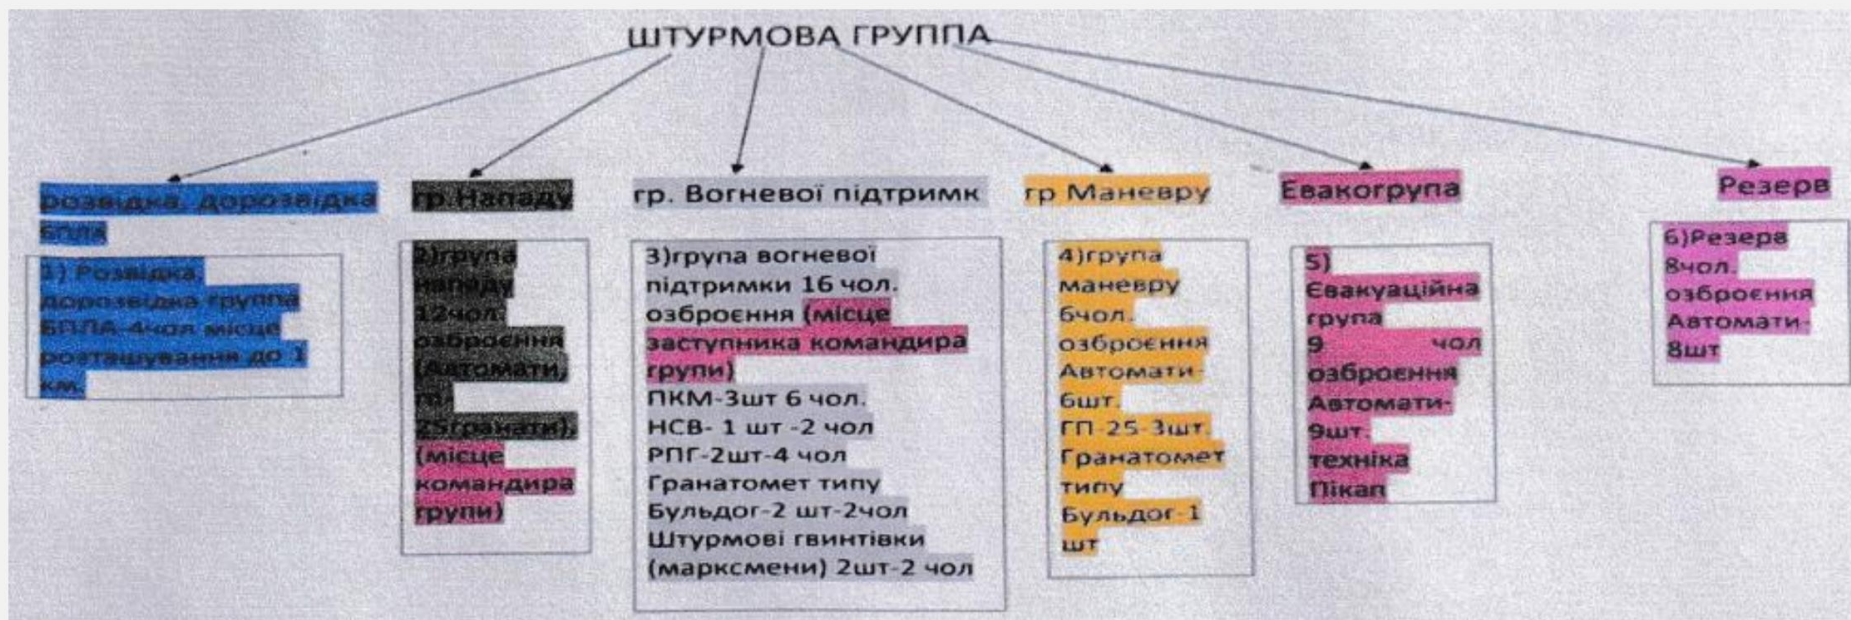 ШТУРМОВА ГРУППА
розвідка, дорозвідка
БПЛА
1) Розвідка,
дорозвідка группа
БПЛА-4чол місце
розташування до 1
км.
гр.Нападу
2)група
нападу
12чол.
озброєння
(Автомати,
гп
25гранати),
(місце
командира
групи)
гр. Вогневої підтримк
3)група вогневої
підтримки 16 чол.
озброєння (місце
заступника командира
групи)
ПКМ-3шт 6 чол.
НСВ- 1 шт -2 чол
РПГ-2шт-4 чол
Гранатомет типу
Бульдог-2 шт-2чол
Штурмові гвинтівки
(марксмени) 2шт-2 чол
гр Маневру
4)група
маневру
6чол.
озброєння
Автомати-
6шт.
ГП-25-3шт.
Гранатомет
типу
Бульдог-1
шт
Евакогрупа
5)
Євакуаційна
група
9 чол
озброєння
Автомати-
9шт.
техніка
Пікап
Резерв
6)Резерв
8чол.
озброєння
Автомати-
8шт